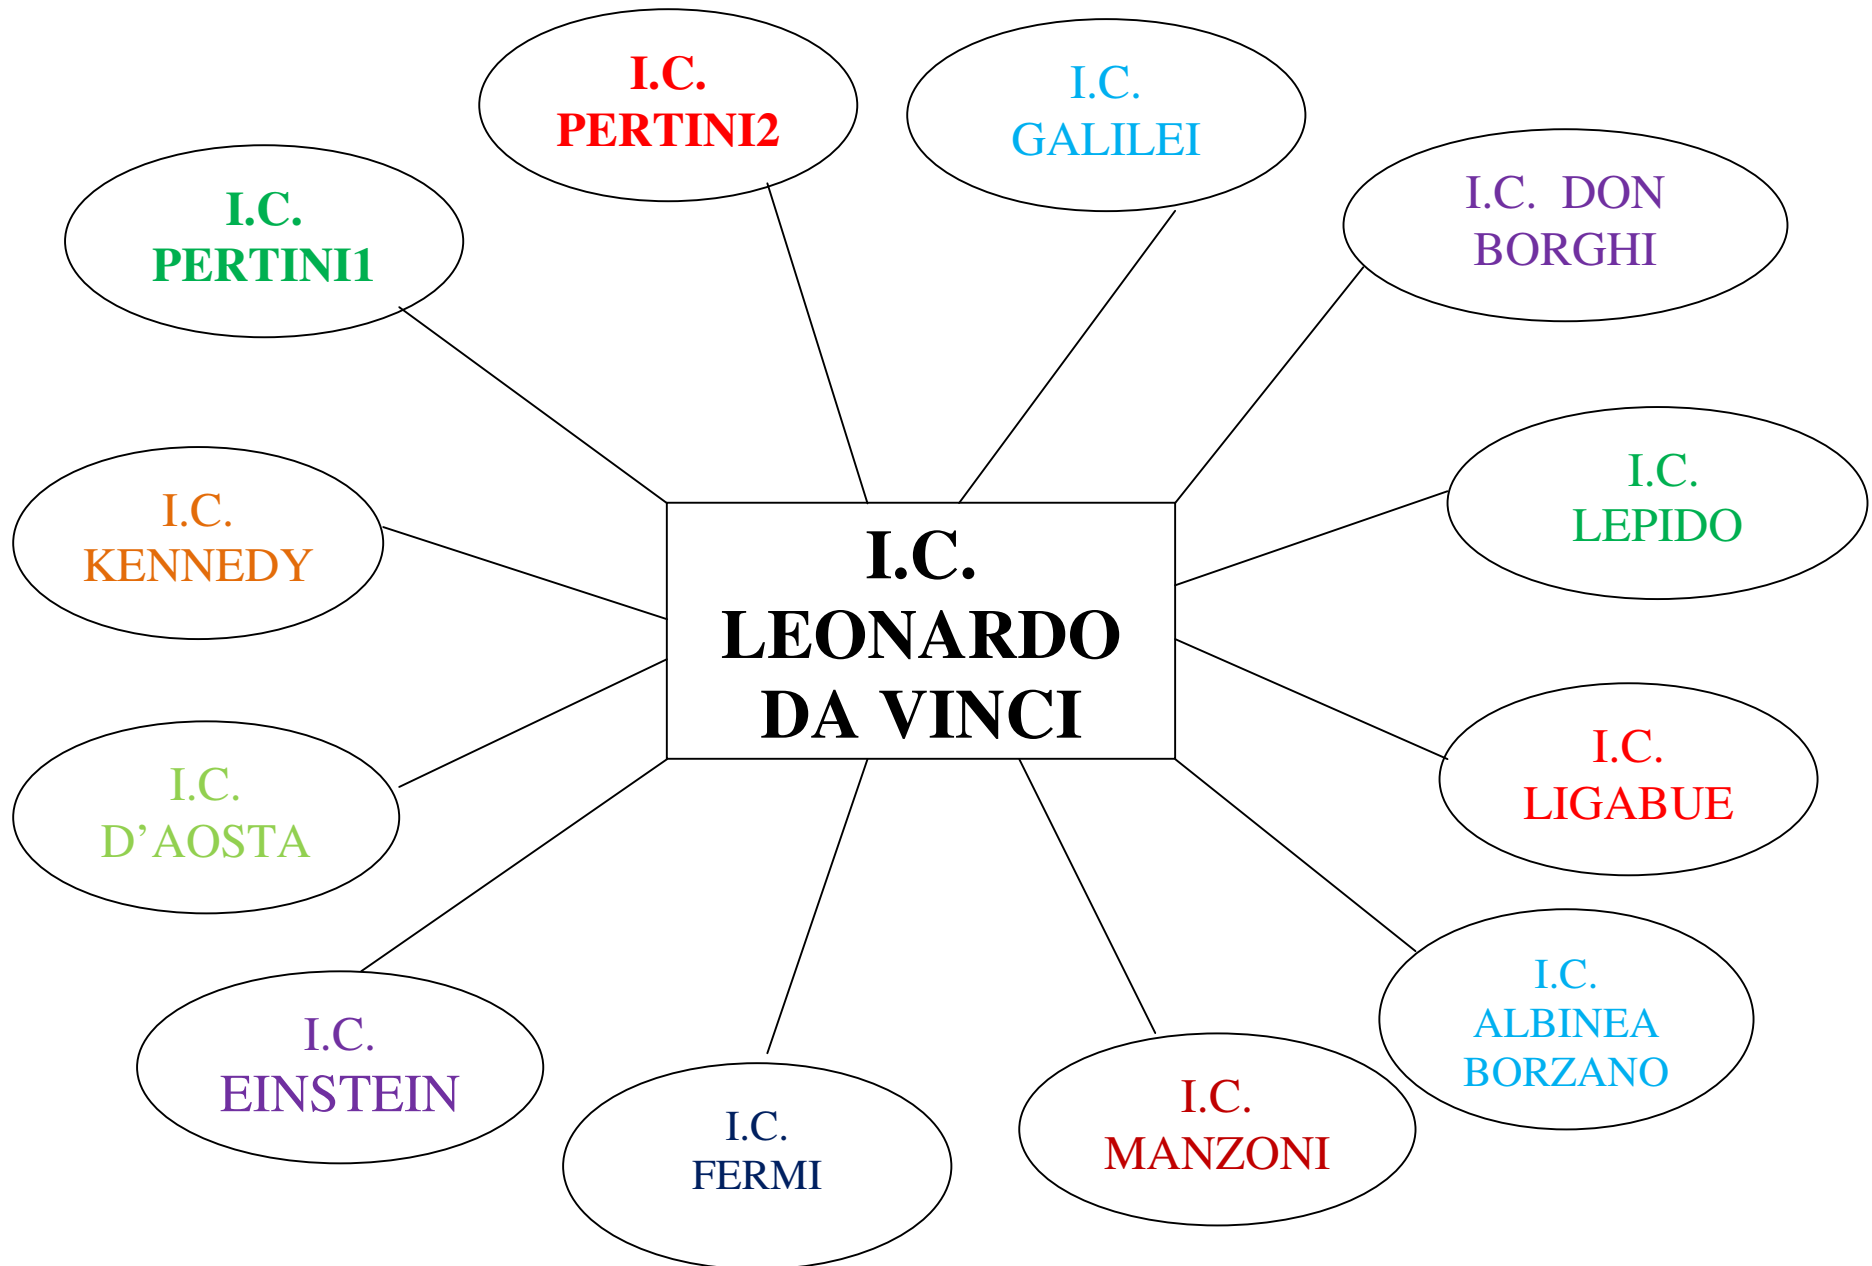 I.C.
PERTINI2
I.C.
GALILEI
I.C. DON
BORGHI
I.C.
PERTINI1
I.C.
LEPIDO
I.C.
KENNEDY
I.C.
LEONARDO
DA VINCI
I.C.
LIGABUE
I.C.
D’AOSTA
I.C.
ALBINEA
BORZANO
I.C.
EINSTEIN
I.C.
MANZONI
I.C.
FERMI